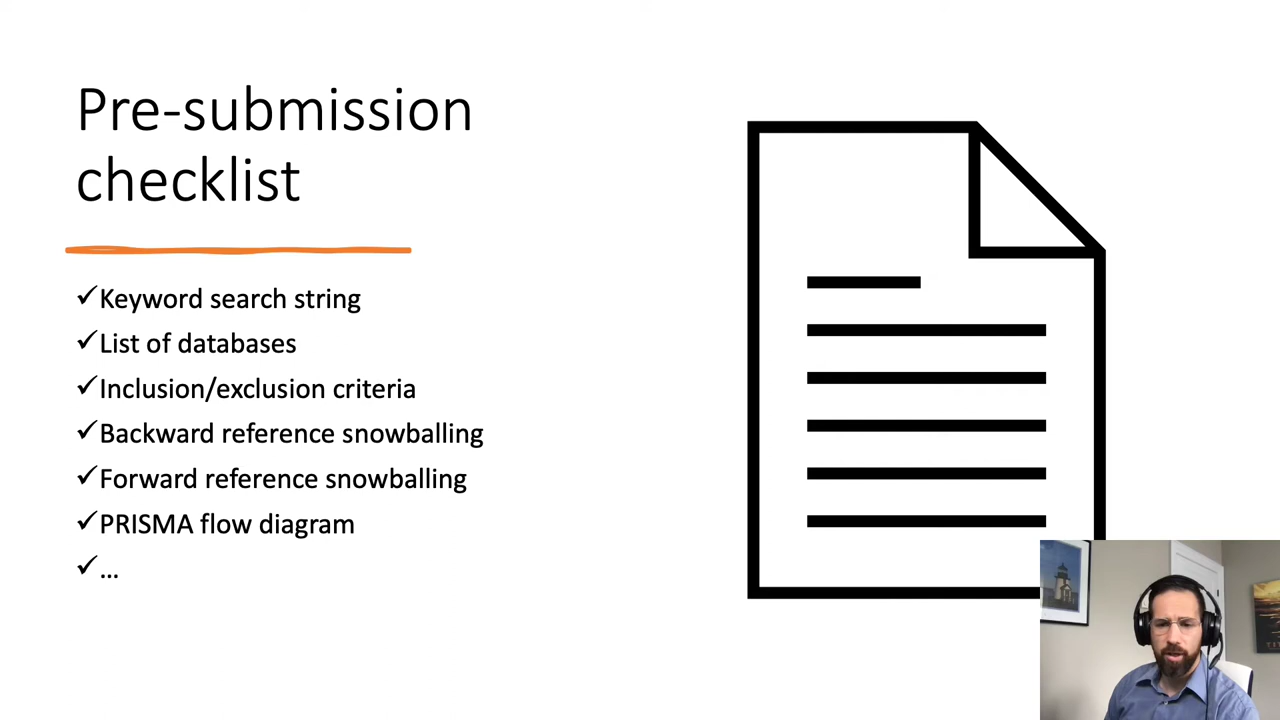 Pre-submission
checklist
✓Keyword search string
✓List of databases
✓Inclusion/exclusion criteria
✓Backward reference snowballing
✓Forward reference snowballing
✓PRISMA flow diagram
✓...